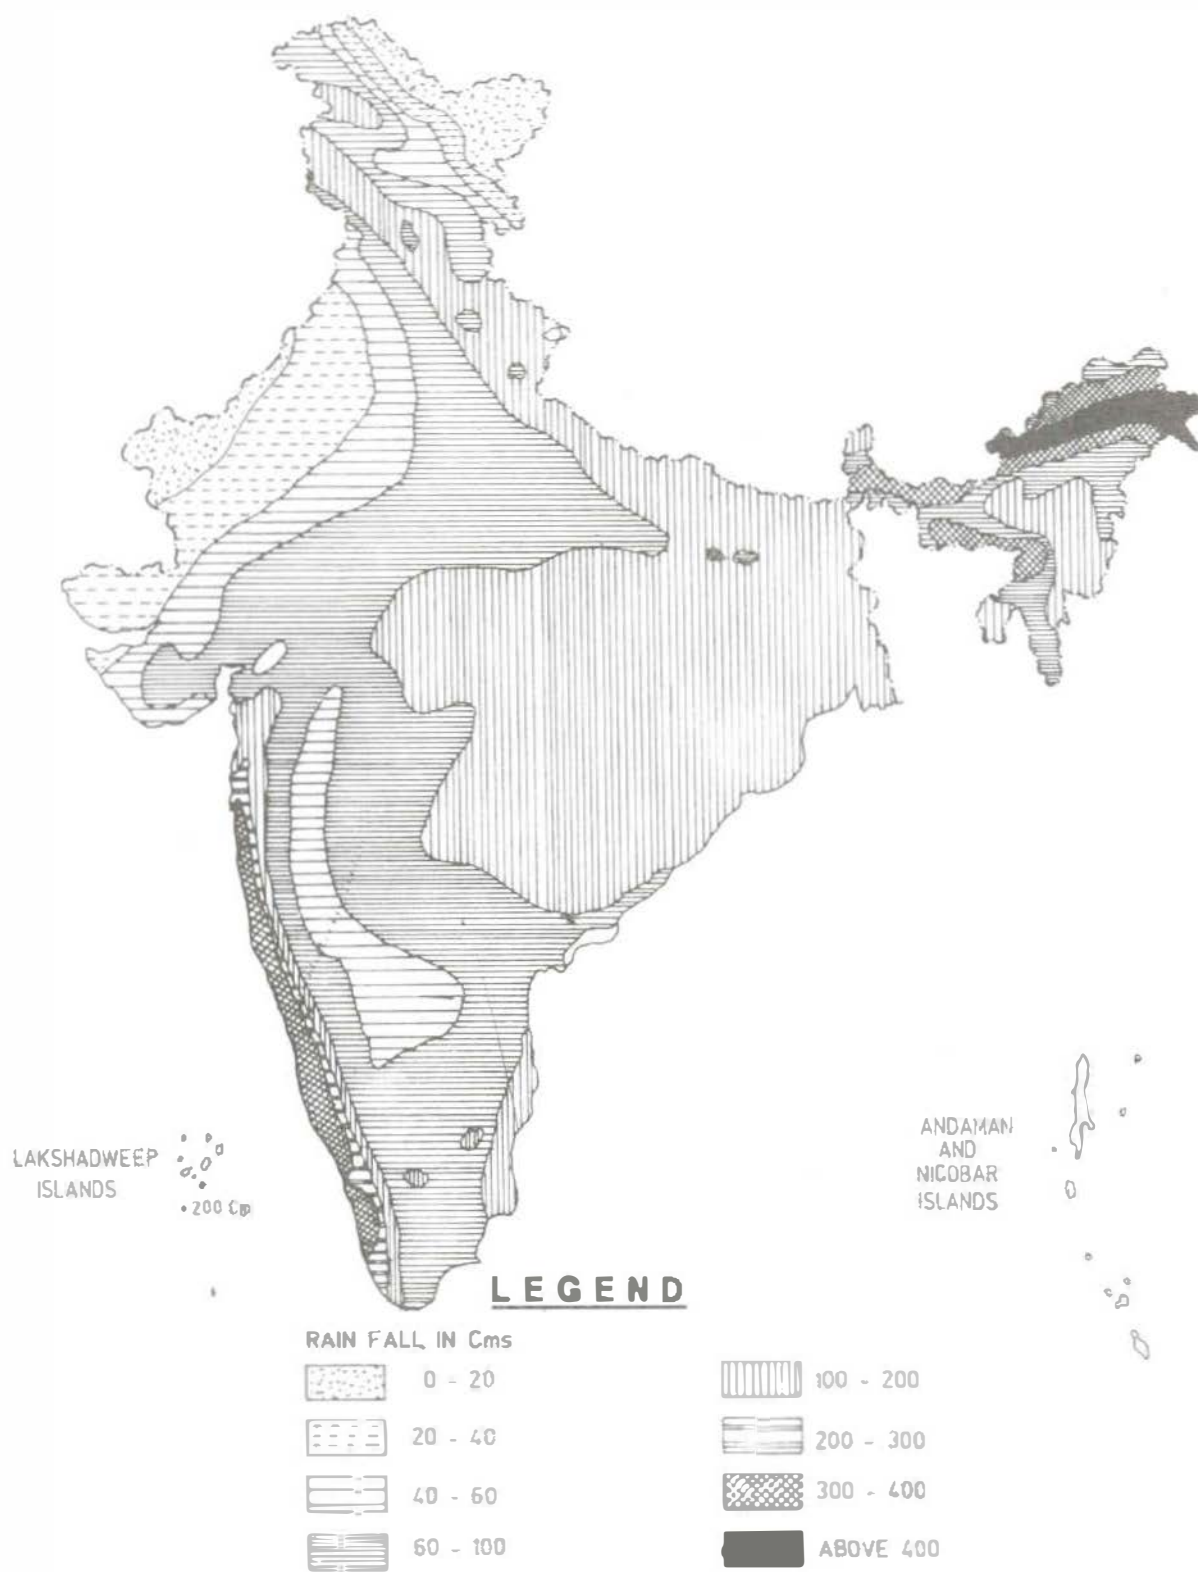 LAKSHADWEEP
ISLANDS
200 Cm
ANDAMAN
AND
NICOBAR
ISLANDS
LEGEND
RAIN FALL IN Cms
0 - 20
20 - 40
40 - 60
60 - 100
100 - 200
200 - 300
300 - 400
ABOVE 400